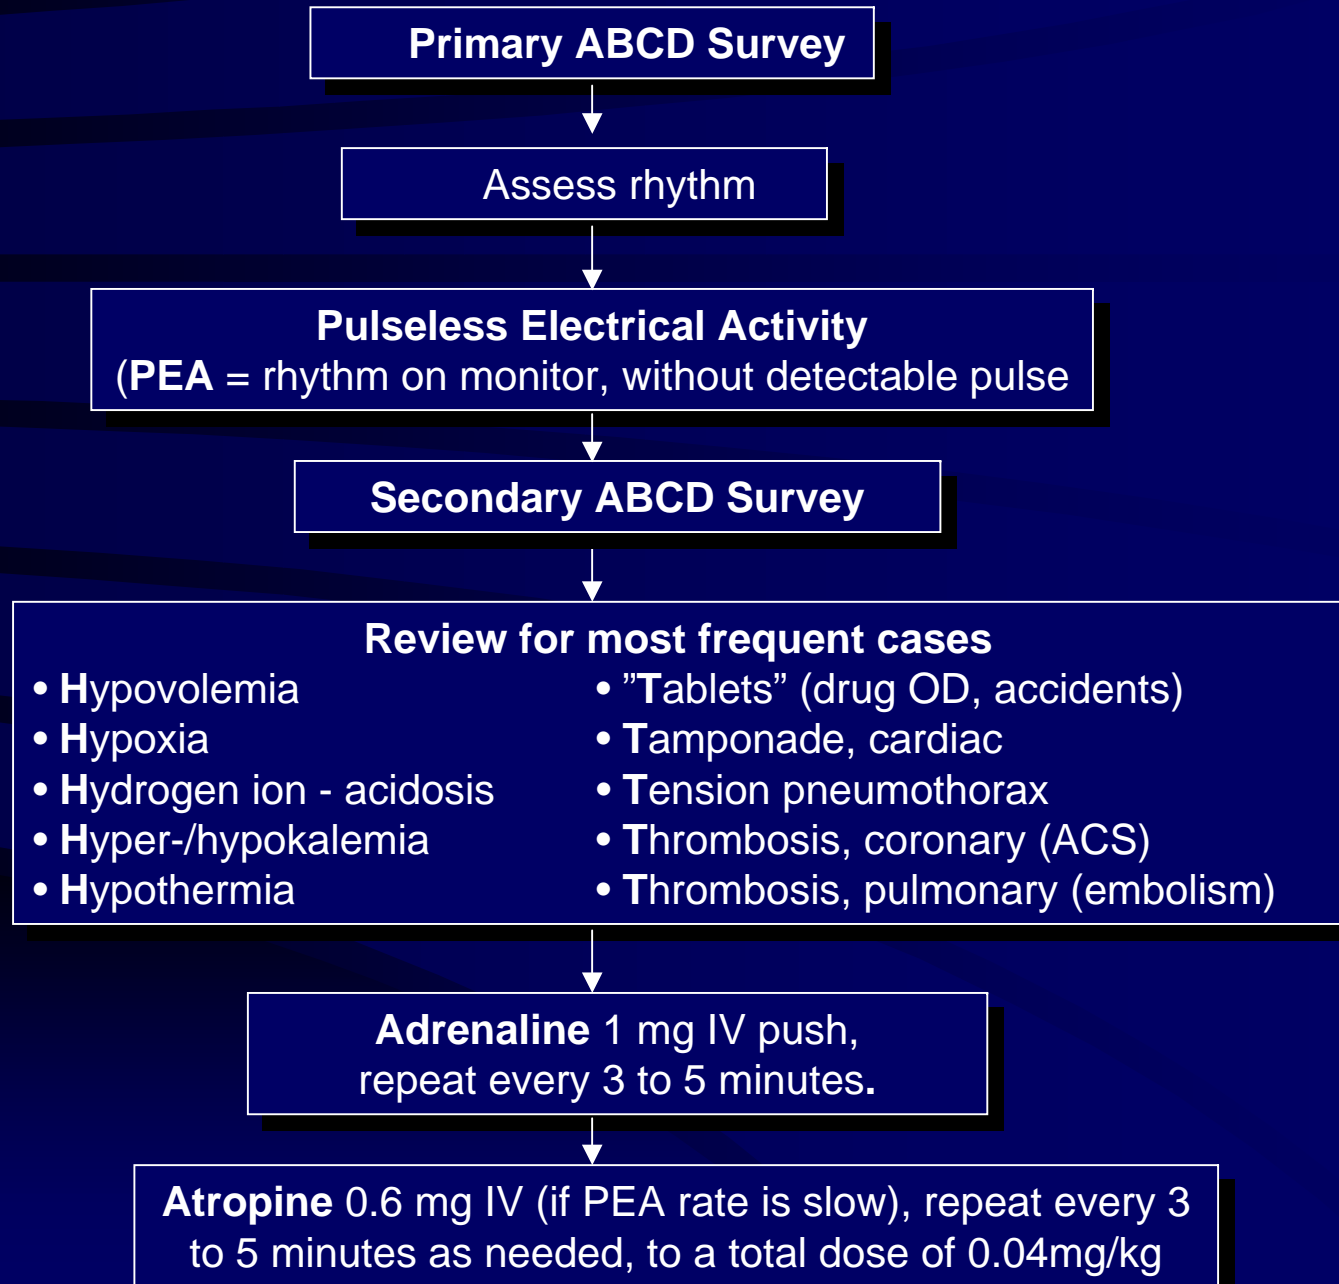 Primary ABCD Survey
Assess rhythm
Pulseless Electrical Activity
(PEA = rhythm on monitor, without detectable pulse
Secondary ABCD Survey
Review for most frequent cases
• Hypovolemia
• Hypoxia
• Hydrogen ion - acidosis
• Hyper-/hypokalemia
• Hypothermia
• ”Tablets” (drug OD, accidents)
• Tamponade, cardiac
• Tension pneumothorax
• Thrombosis, coronary (ACS)
• Thrombosis, pulmonary (embolism)
Adrenaline 1 mg IV push,
repeat every 3 to 5 minutes.
Atropine 0.6 mg IV (if PEA rate is slow), repeat every 3
to 5 minutes as needed, to a total dose of 0.04mg/kg